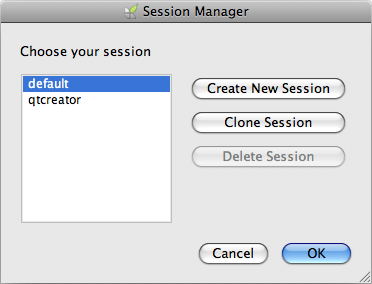 Session Manager
Choose your session
default
qtcreator
Create New Session
Clone Session
Delete Session
Cancel
OK